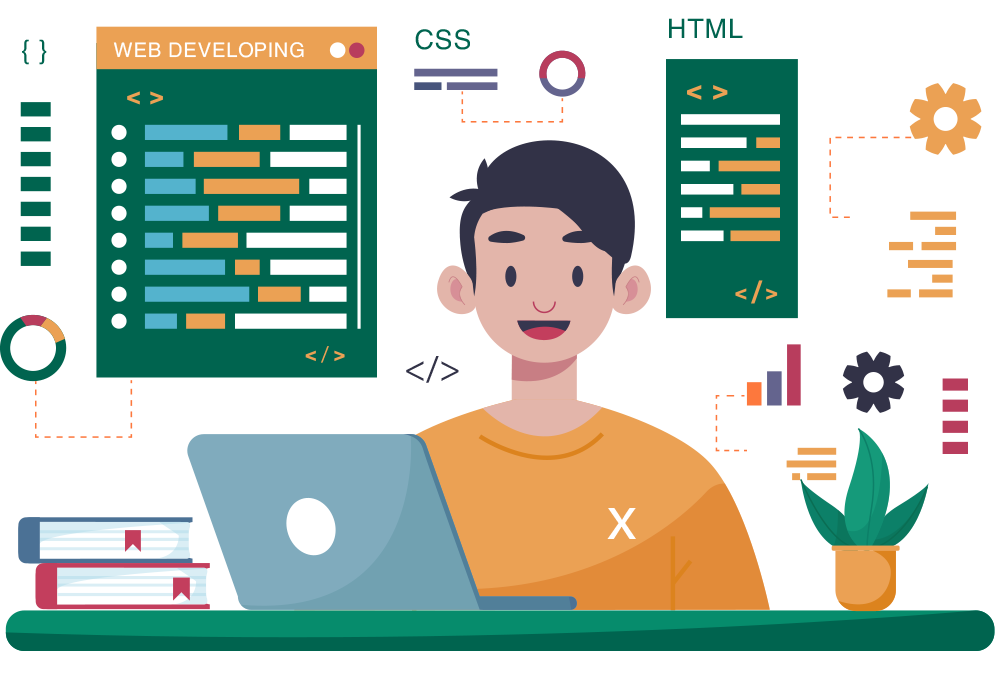 { }
WEB DEVELOPING
< >
</>
CSS
HTML
< >
</>
</>
X